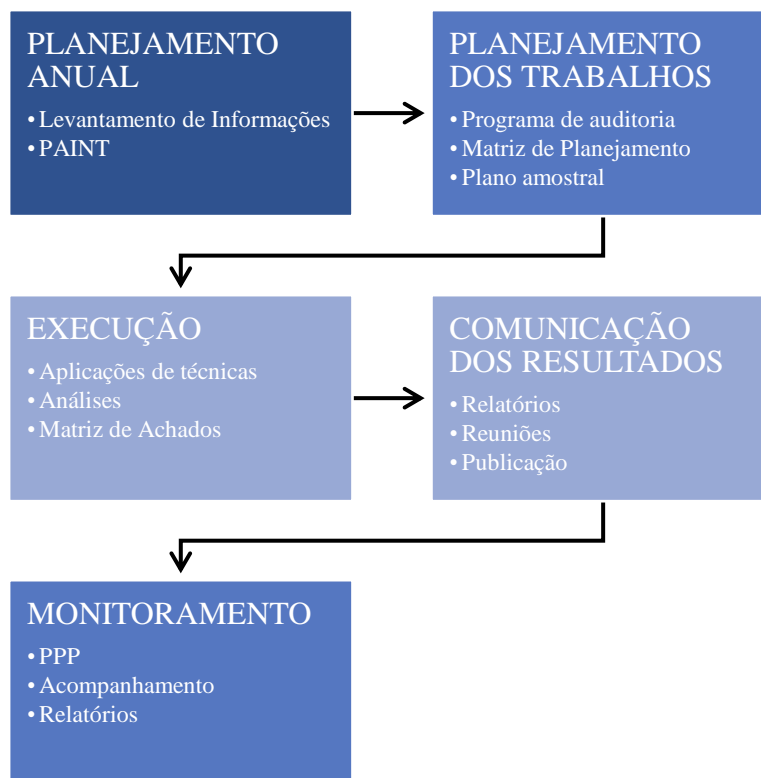 PLANEJAMENTO
ANUAL
• Levantamento de Informações
• PAINT
PLANEJAMENTO
DOS TRABALHOS
• Programa de auditoria
• Matriz de Planejamento
• Plano amostral
EXECUÇÃO
• Aplicações de técnicas
• Análises
• Matriz de Achados
COMUNICAÇÃO
DOS RESULTADOS
• Relatórios
• Reuniões
• Publicação
MONITORAMENTO
• PPP
• Acompanhamento
• Relatórios